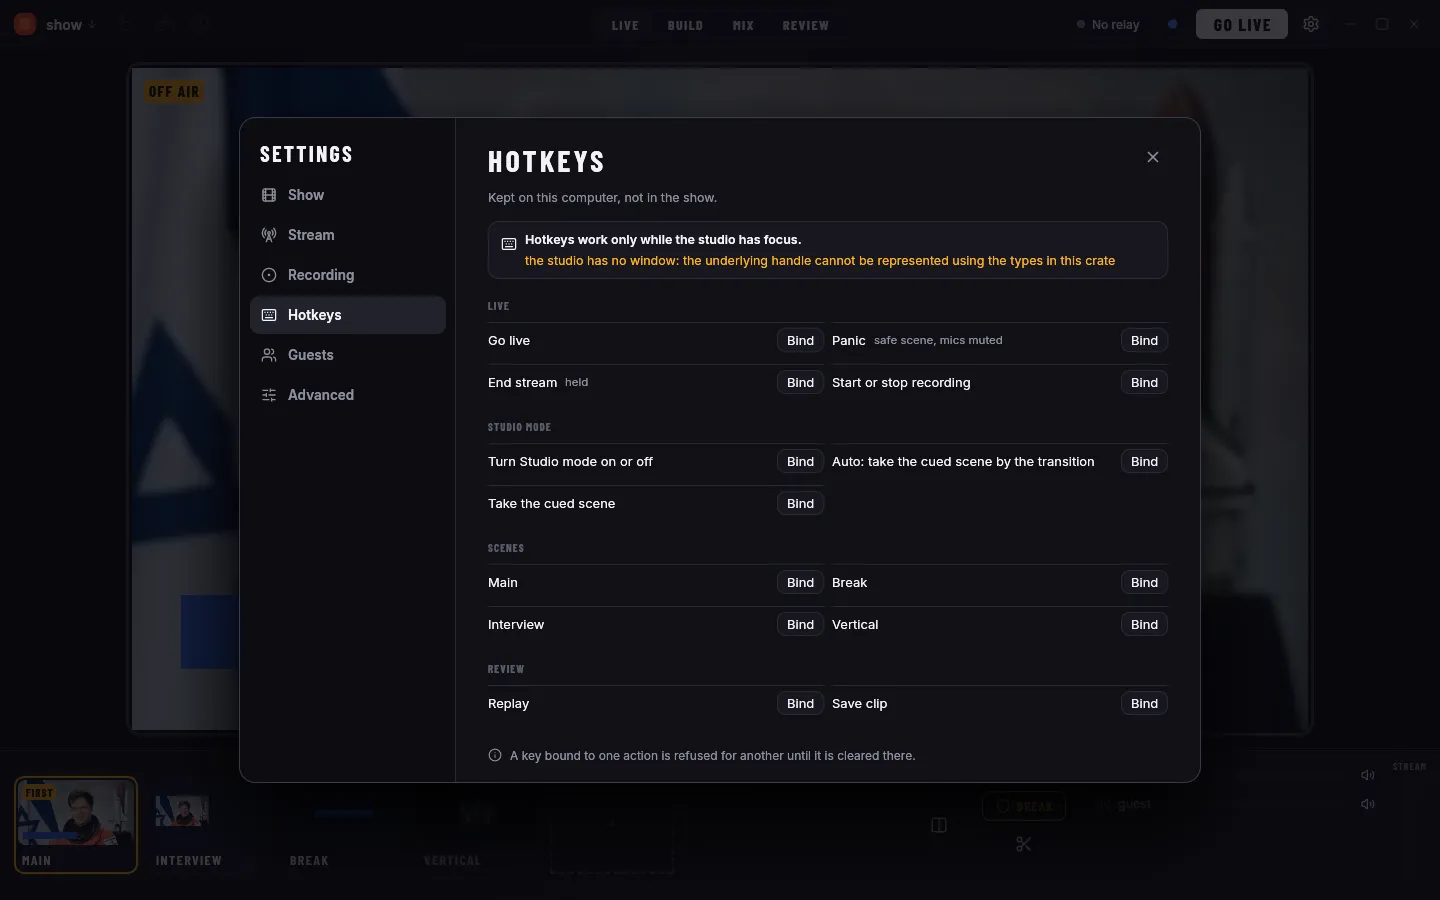 show
LIVE BUILD MIX REVIEW
No relay
GO LIVE
OFF AIR
SETTINGS
Show
Stream
Recording
Hotkeys
Guests
Advanced
HOTKEYS
Kept on this computer, not in the show.
Hotkeys work only while the studio has focus.
the studio has no window: the underlying handle cannot be represented using the types in this crate
LIVE
Go live Bind
Panic safe scene, mics muted Bind
End stream held Bind
Start or stop recording Bind
STUDIO MODE
Turn Studio mode on or off Bind
Auto: take the cued scene by the transition Bind
Take the cued scene Bind
SCENES
Main Bind
Break Bind
Interview Bind
Vertical Bind
REVIEW
Replay Bind
Save clip Bind
A key bound to one action is refused for another until it is cleared there.
FIRST
MAIN
INTERVIEW
BREAK
VERTICAL
BREAK
guest
STREAM